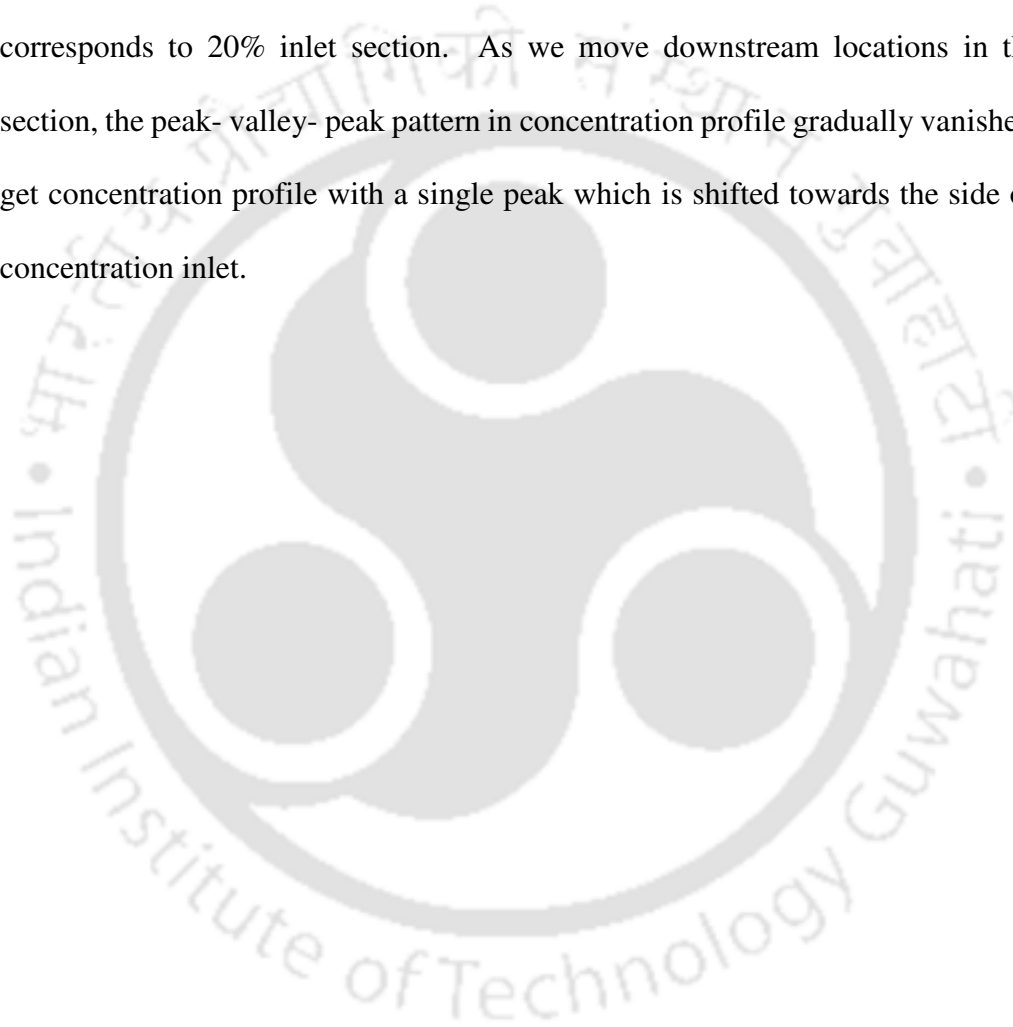 corresponds to 20% inlet section. As we move downstream locations in
section, the peak- valley- peak pattern in concentration profile gradually
get concentration profile with a single peak which is shifted towards the side
concentration inlet.
Indian Institute of Technology Guwahati